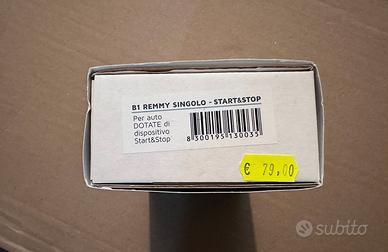 B1 REMMY SINGOLO - START&STOP
Per auto
DOTATE di
dispositivo
Start&Stop
8 300195 130035
€ 79,00
subito